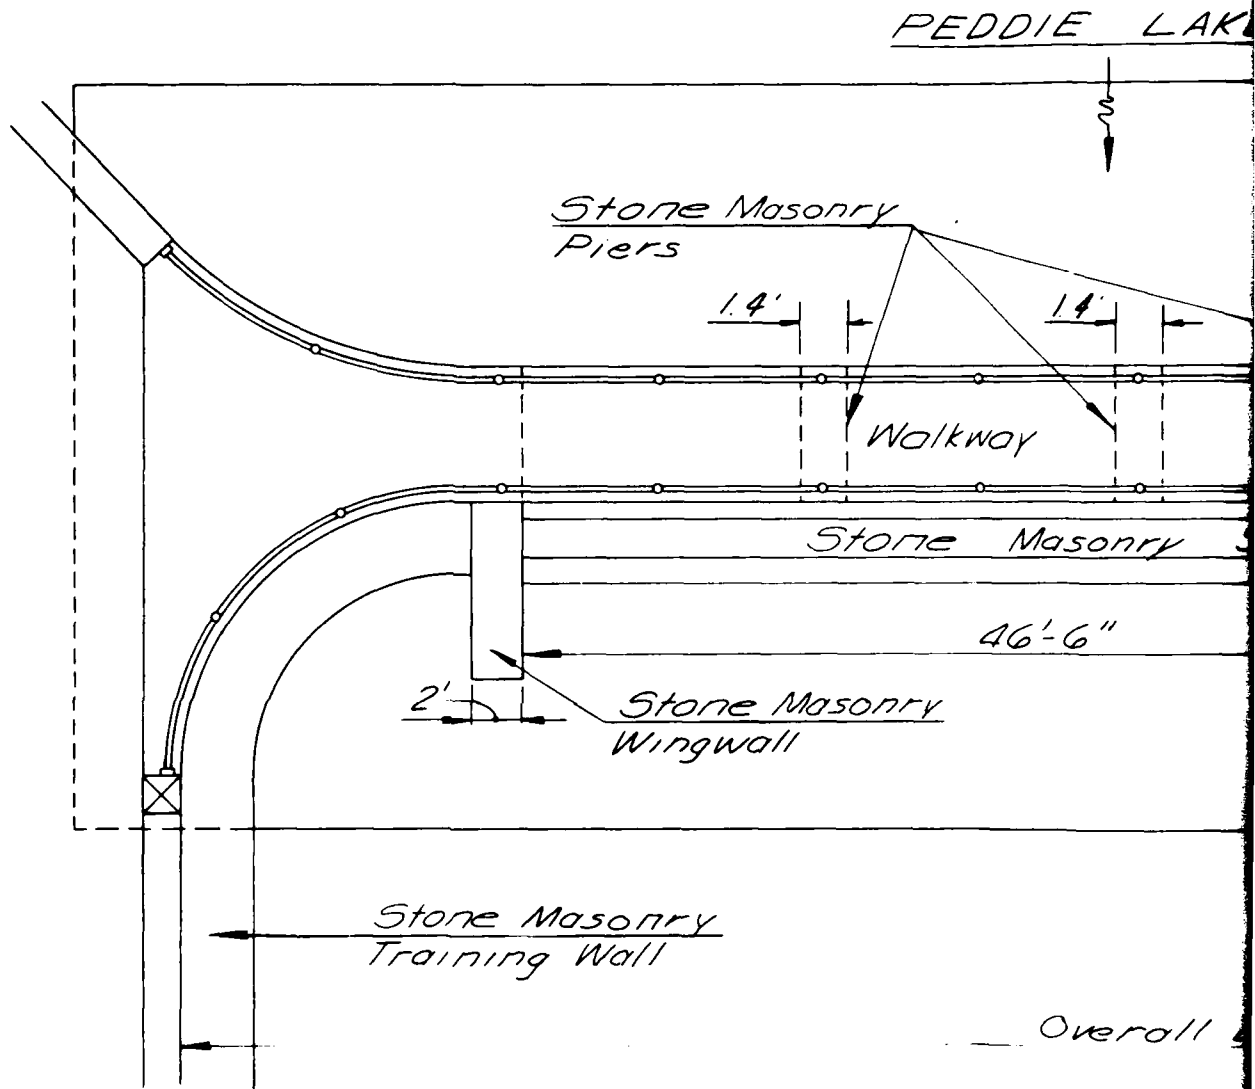 PEDDIE LAK
Stone Masonry
Piers
1.4'
1.4'
Walkway
Stone Masonry
46'-6"
2'
Stone Masonry
Wingwall
Stone Masonry
Training Wall
Overall